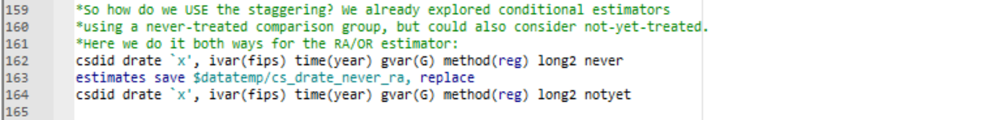 159 *So how do we USE the staggering? We already explored conditional estimators
160 *using a never-treated comparison group, but could also consider not-yet-treated.
161 *Here we do it both ways for the RA/OR estimator:
162 csdid drate `x', ivar(fips) time(year) gvar(G) method(reg) long2 never
163 estimates save $datatemp/cs_drate_never_ra, replace
164 csdid drate `x', ivar(fips) time(year) gvar(G) method(reg) long2 notyet
165